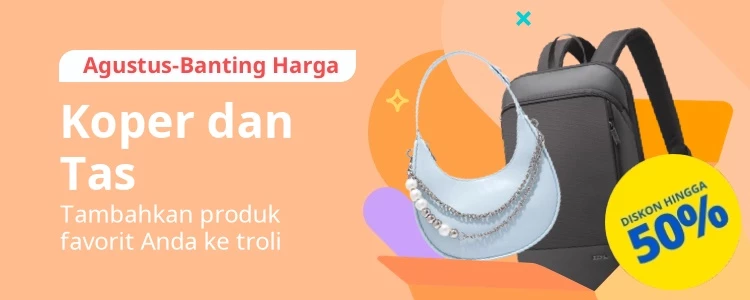 Agustus-Banting Harga
Koper dan
Tas
Tambahkan produk
favorit Anda ke troli
DISKON HINGGA
50%